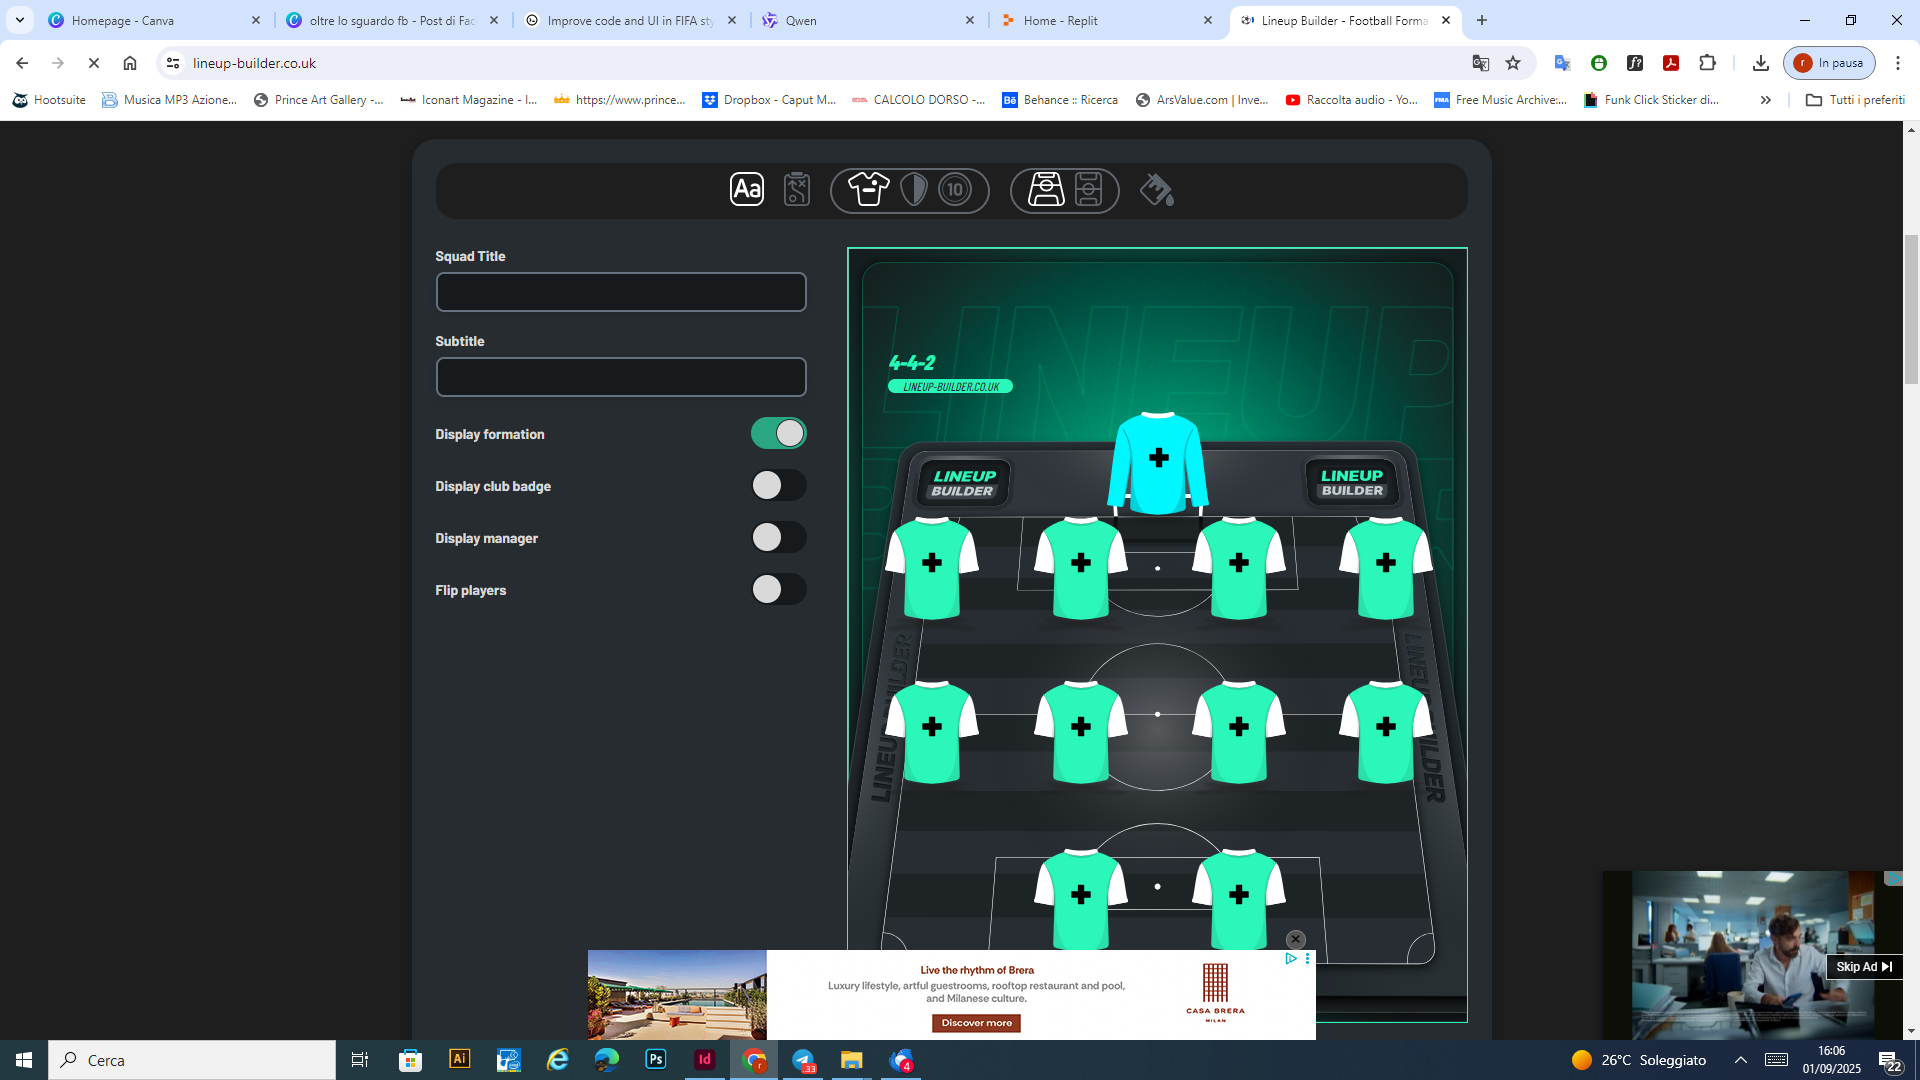 Homepage - Canva
oltre lo sguardo fb - Post di Fac
Improve code and UI in FIFA sty
Qwen
Home - Replit
Lineup Builder - Football Forma
lineup-builder.co.uk
In pausa
Hootsuite
Musica MP3 Azione...
Prince Art Gallery -...
Iconart Magazine - I...
https://www.prince...
Dropbox - Caput M...
CALCOLO DORSO -...
Behance :: Ricerca
ArsValue.com | Inve...
Raccolta audio - Yo...
Free Music Archive:...
Funk Click Sticker di...
Tutti i preferiti
Aa
10
Squad Title
Subtitle
Display formation
Display club badge
Display manager
Flip players
LINEUP
4-4-2
LINEUP-BUILDER.CO.UK
LINEUP
BUILDER
LINEUP
BUILDER
Live the rhythm of Brera
Luxury lifestyle, artful guestrooms, rooftop restaurant and pool,
and Milanese culture.
Discover more
CASA BRERA
MILAN
Skip Ad
Cerca
26°C Soleggiato
16:06
01/09/2025
22
33
4